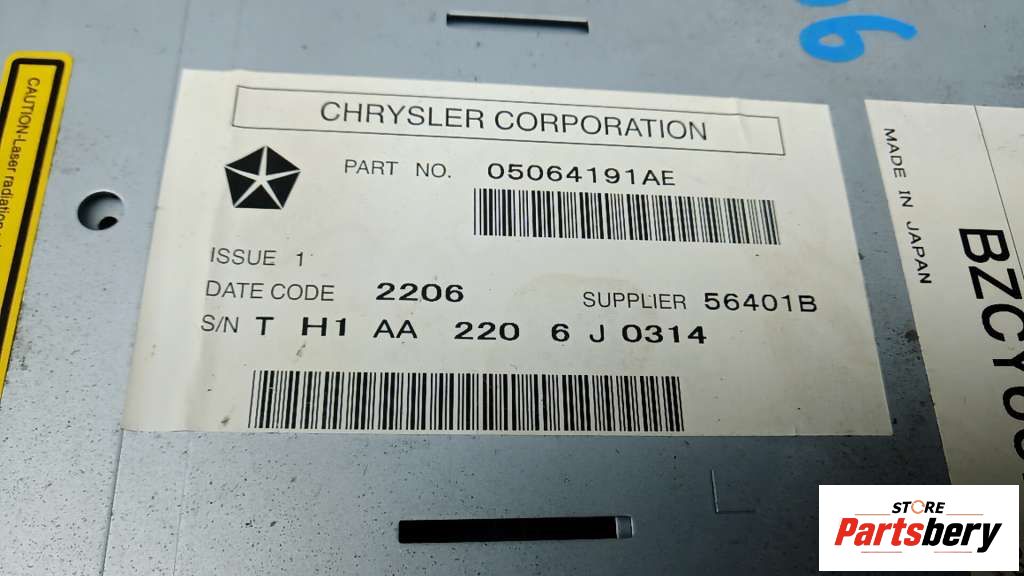 96
CAUTION-Laser radiation
CHRYSLER CORPORATION
PART NO. 05064191AE
ISSUE 1
DATE CODE 2206 SUPPLIER 56401B
S/N T H1 AA 220 6 J 0314
MADE IN JAPAN
STORE
Partsbery